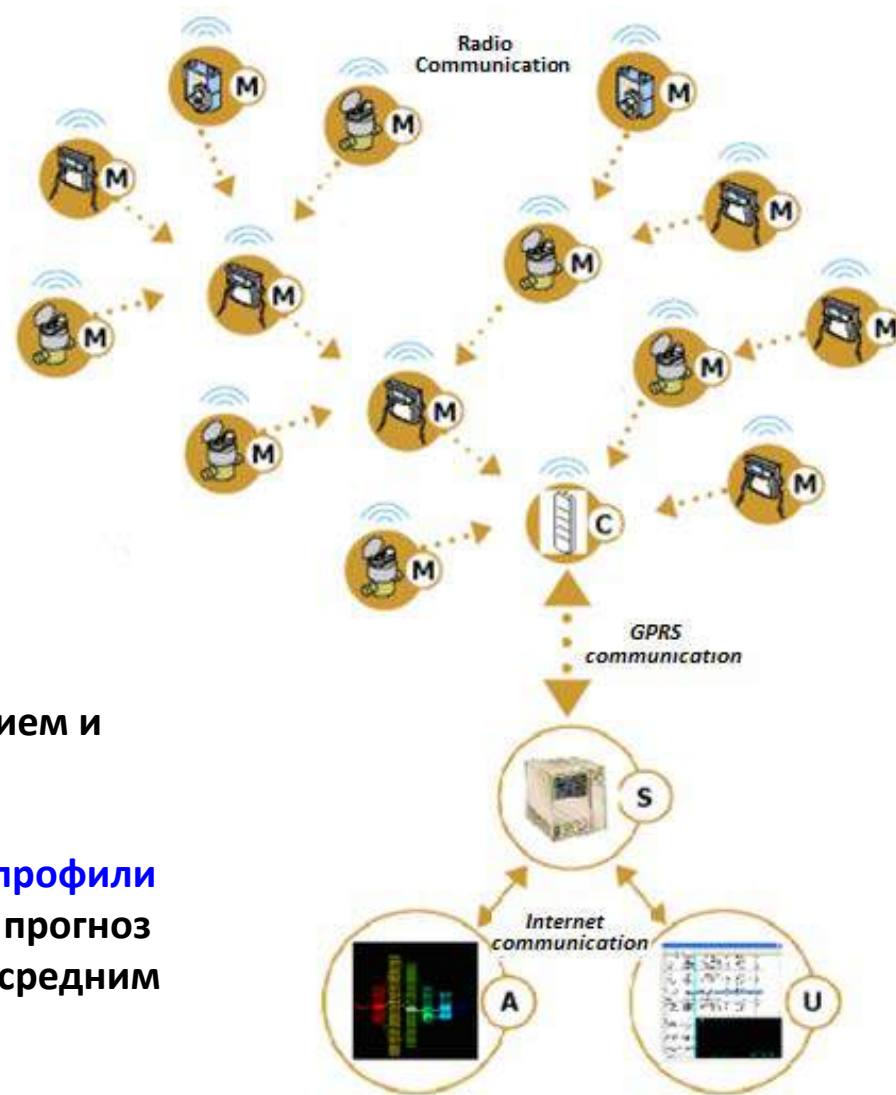 Radio
Communication
M
M
M
M
M
M
M
M
M
M
M
M
M
M
C
M
GPRS
communication
ием и
S
профили
прогноз
средним
Internet
communication
A
U